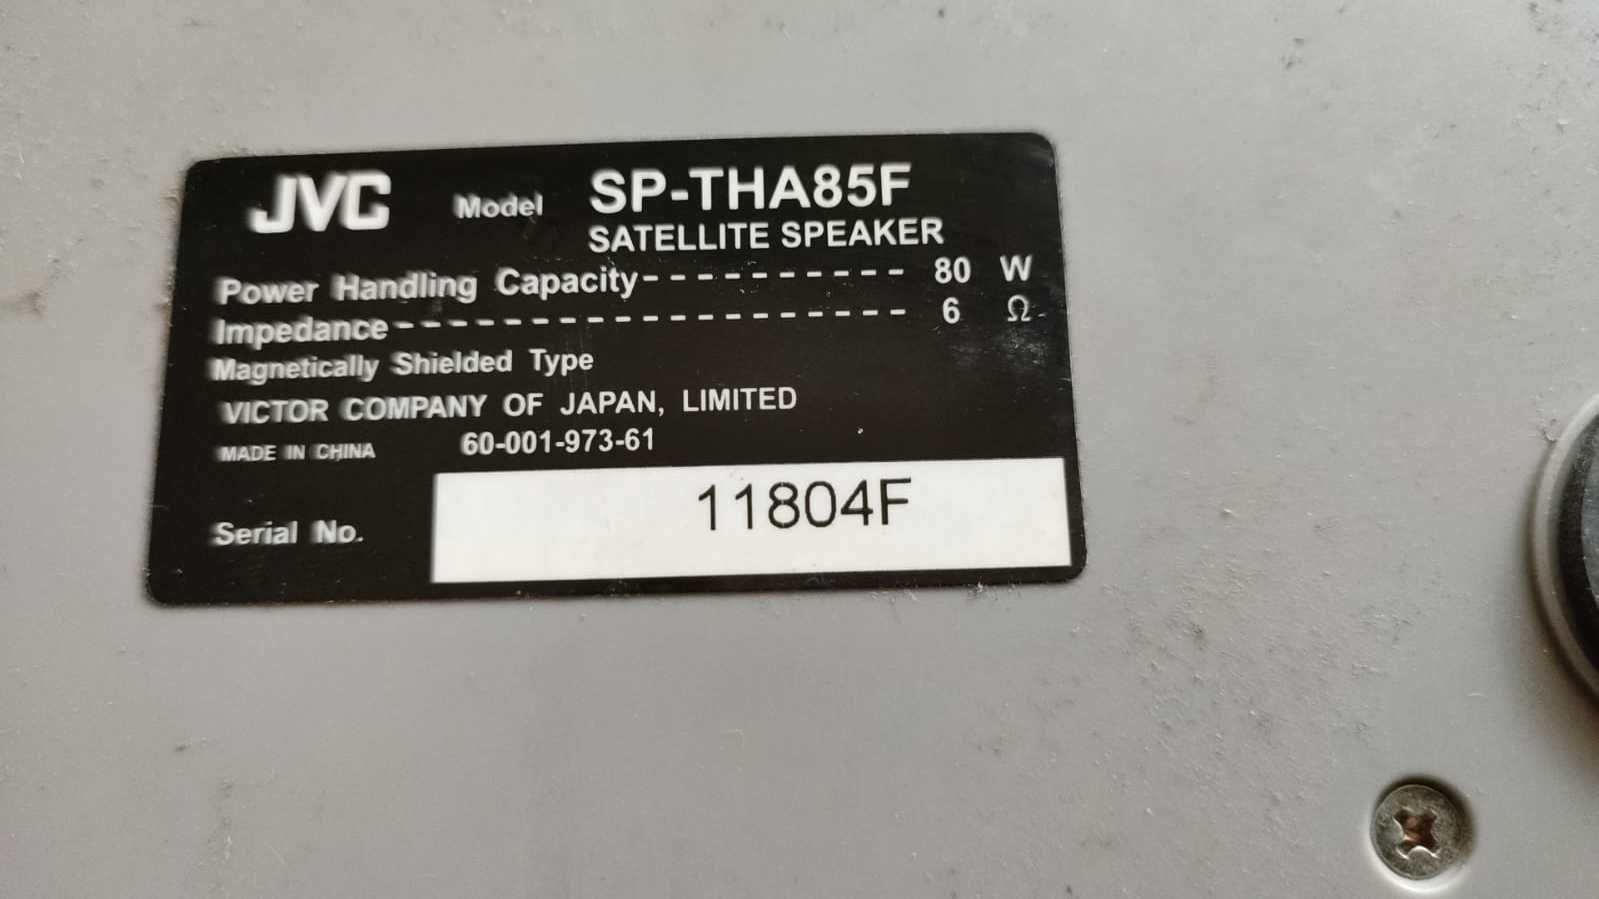 JVC Model SP-THA85F
SATELLITE SPEAKER
Power Handling Capacity---------- 80 W
Impedance------------------- 6 Ω
Magnetically Shielded Type
VICTOR COMPANY OF JAPAN, LIMITED
MADE IN CHINA 60-001-973-61
Serial No. 11804F